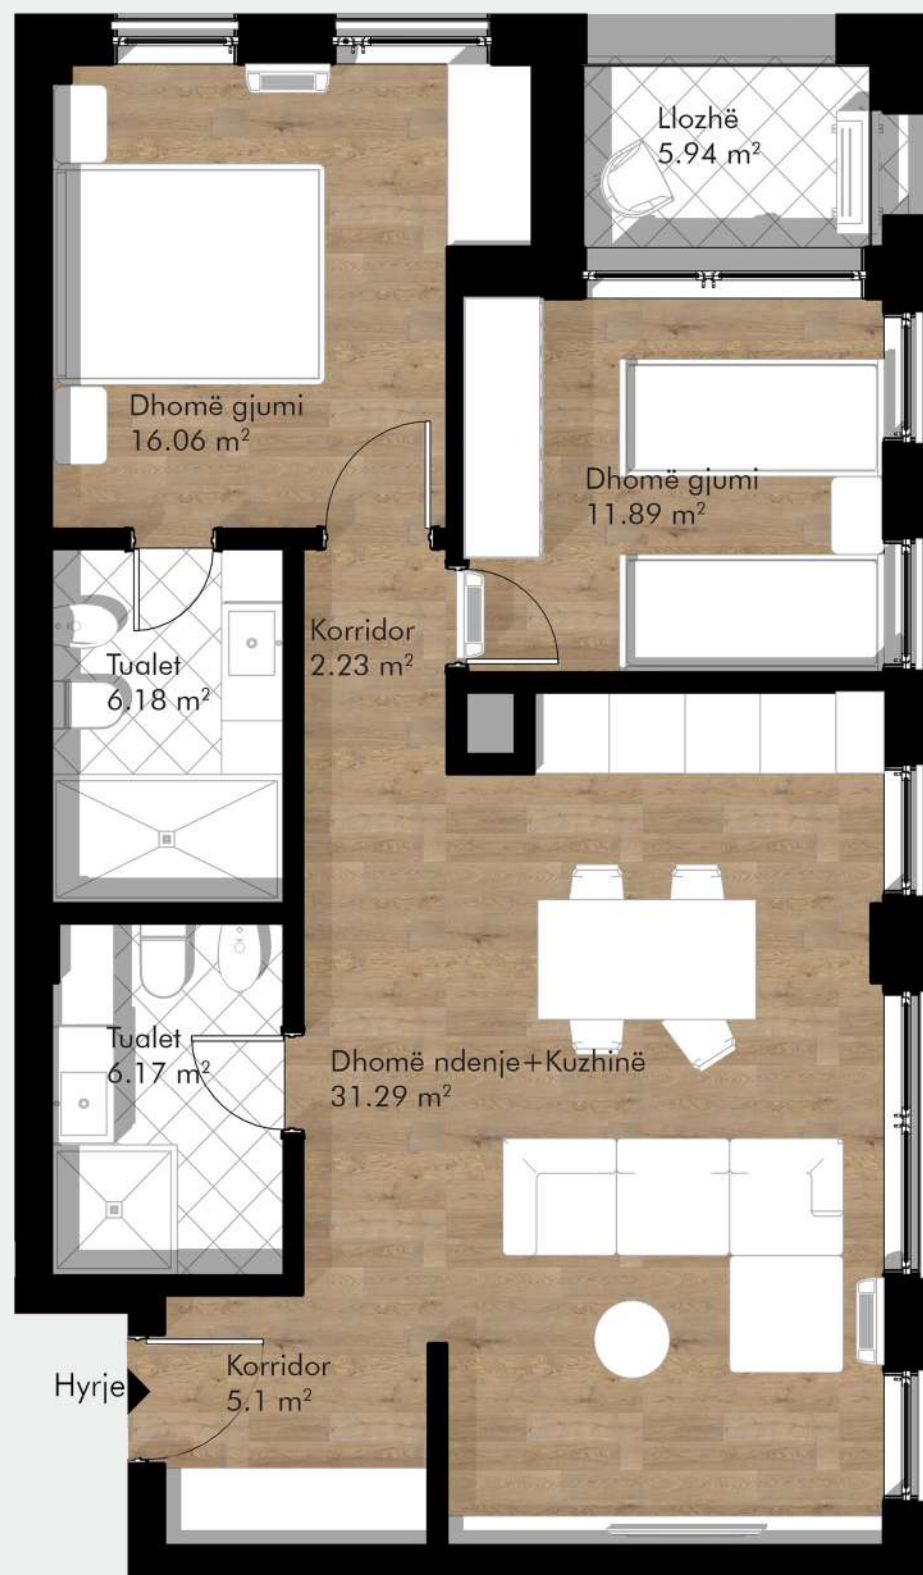 Llozhë
5.94 m²
Dhomë gjumi
16.06 m²
Dhomë gjumi
11.89 m²
Korridor
2.23 m²
Tualet
6.18 m²
Tualet
6.17 m²
Dhomë ndenje+Kuzhinë
31.29 m²
Korridor
5.1 m²
Hyrje